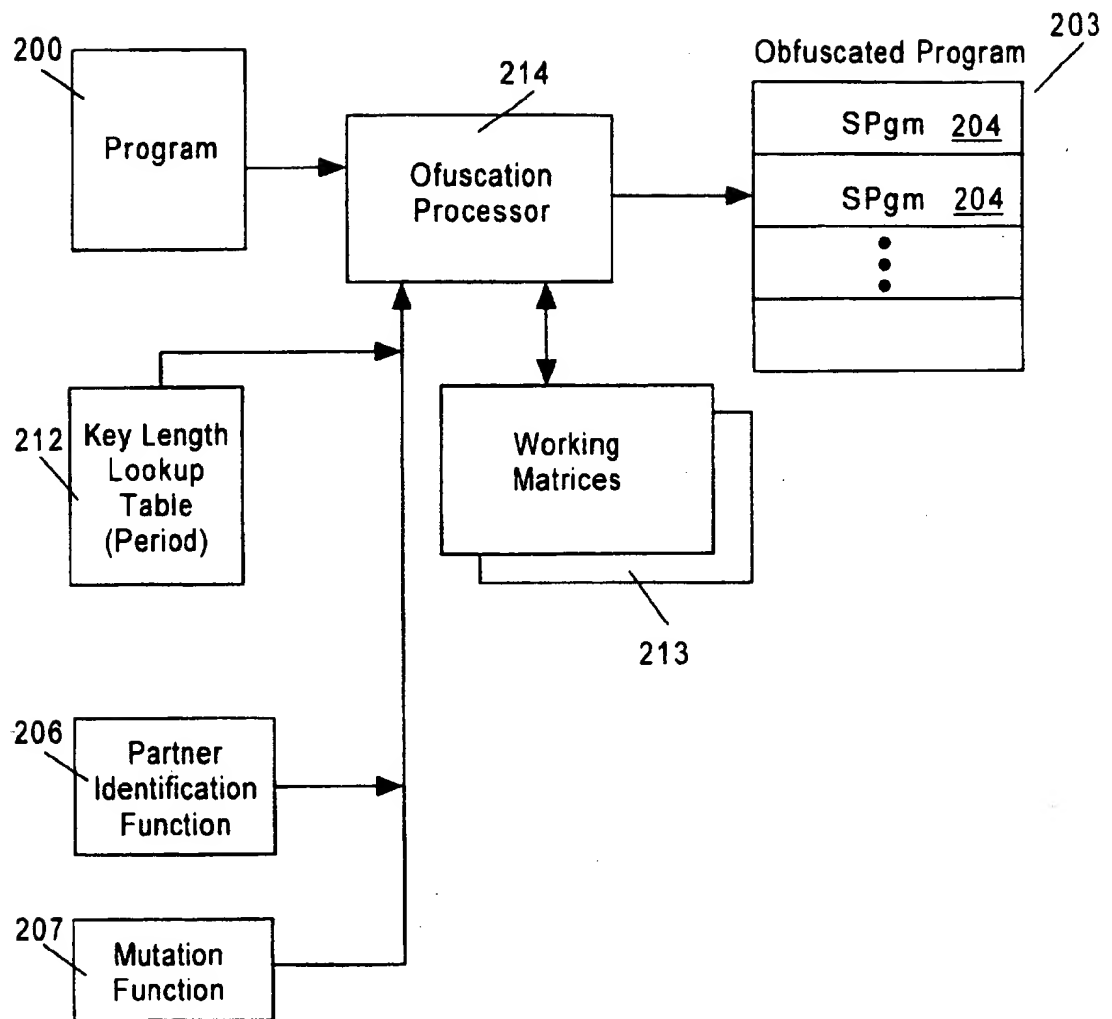 200
Program
214
Ofuscation
Processor
203
Obfuscated Program
SPgm 204
SPgm 204
212
Key Length
Lookup
Table
(Period)
Working
Matrices
213
206
Partner
Identification
Function
207
Mutation
Function